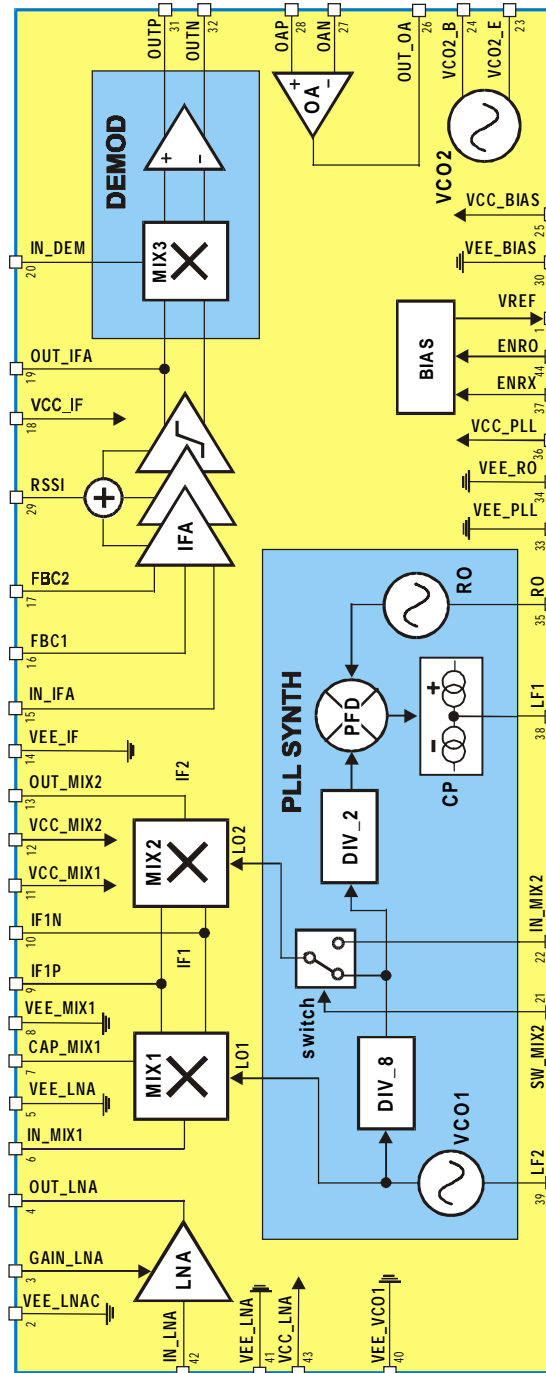 OUTP
31
OUTN
32
OAP
28
OAN
27
OUT_OA
26
VCO2_B
24
VCO2_E
23
DEMOD
+
−
OA
+
−
VCO2
IN_DEM
20
MIX3
VCC_BIAS
25
VEE_BIAS
30
OUT_IFA
19
VCC_IF
18
RSSI
29
FBC2
17
FBC1
16
IN_IFA
15
+
IFA
BIAS
VREF
1
ENRO
44
ENRX
37
VCC_PLL
36
VEE_RO
34
VEE_PLL
33
VEE_IF
14
OUT_MIX2
13
VCC_MIX2
12
VCC_MIX1
11
IF1N
10
IF1P
9
VEE_MIX1
8
CAP_MIX1
7
VEE_LNA
5
IN_MIX1
6
OUT_LNA
4
GAIN_LNA
3
VEE_LNAC
2
IF2
MIX2
LO2
IF1
MIX1
LO1
LNA
PLL SYNTH
RO
PFD
+
−
CP
DIV_2
switch
DIV_8
VCO1
RO
35
LF1
38
IN_MIX2
22
SW_MIX2
21
LF2
39
IN_LNA
42
VEE_LNA
41
VCC_LNA
43
VEE_VCO1
40